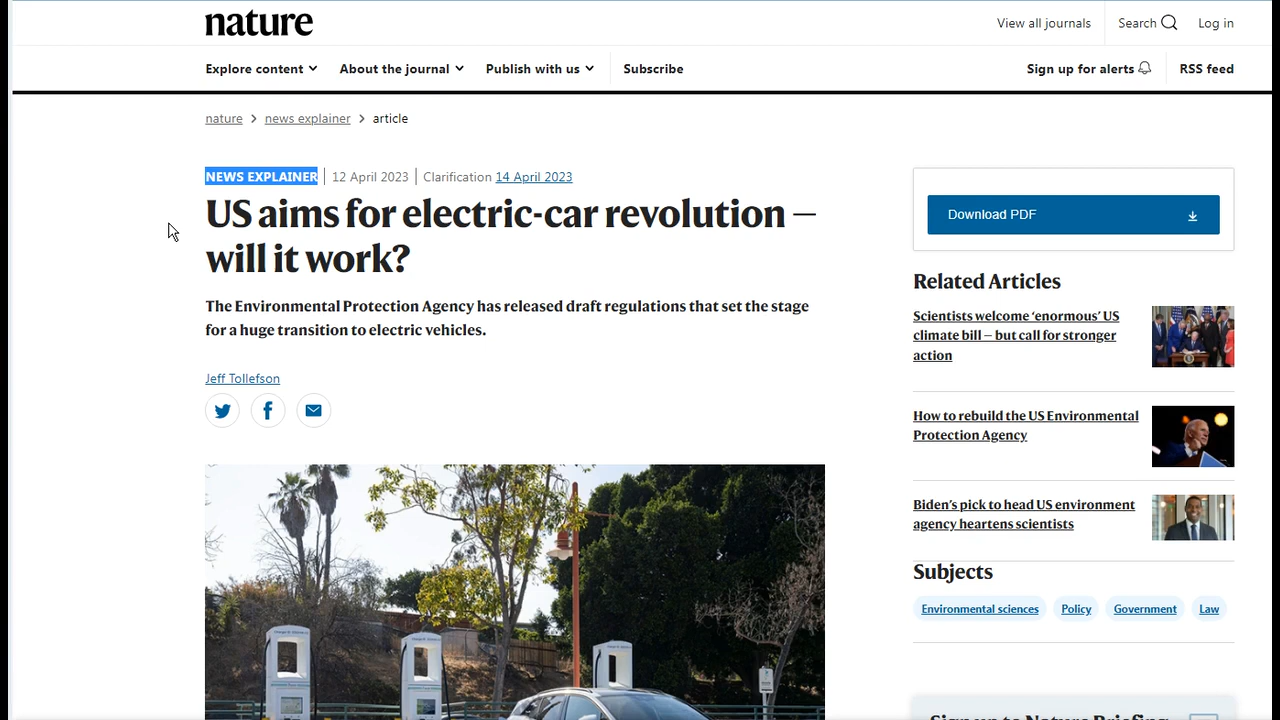 nature
View all journals
Search
Log in
Explore content
About the journal
Publish with us
Subscribe
Sign up for alerts
RSS feed
nature > news explainer > article
NEWS EXPLAINER | 12 April 2023 | Clarification 14 April 2023
US aims for electric-car revolution —
will it work?
The Environmental Protection Agency has released draft regulations that set the stage
for a huge transition to electric vehicles.
Jeff Tollefson
Download PDF
Related Articles
Scientists welcome ‘enormous’ US
climate bill — but call for stronger
action
How to rebuild the US Environmental
Protection Agency
Biden’s pick to head US environment
agency heartens scientists
Subjects
Environmental sciences
Policy
Government
Law
Sign up to Nature Briefing